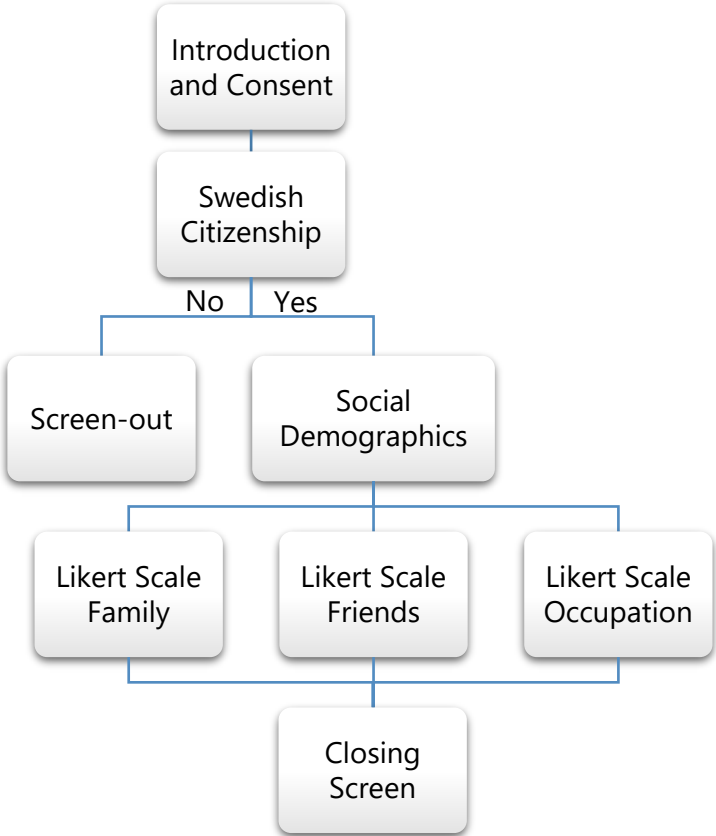 Introduction
and Consent
Swedish
Citizenship
No
Yes
Screen-out
Social
Demographics
Likert Scale
Family
Likert Scale
Friends
Likert Scale
Occupation
Closing
Screen